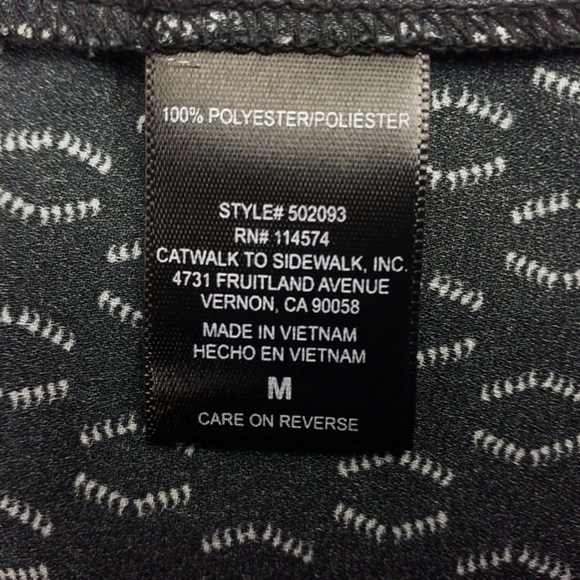 100% POLYESTER/POLIÉSTER
STYLE# 502093
RN# 114574
CATWALK TO SIDEWALK, INC.
4731 FRUITLAND AVENUE
VERNON, CA 90058
MADE IN VIETNAM
HECHO EN VIETNAM
M
CARE ON REVERSE